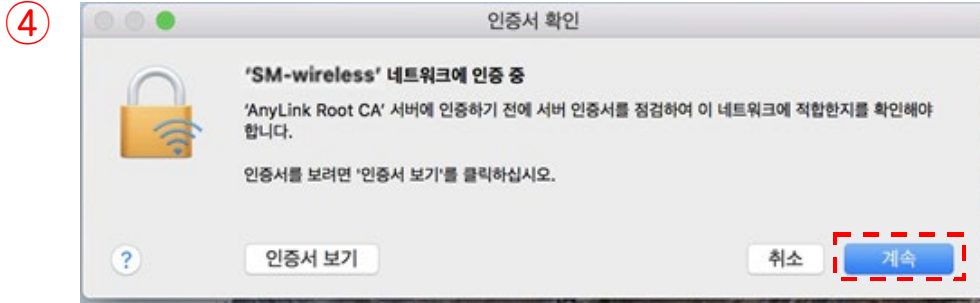 ④
인증서 확인
'SM-wireless' 네트워크에 인증 중
'AnyLink Root CA' 서버에 인증하기 전에 서버 인증서를 점검하여 이 네트워크에 적합한지를 확인해야
합니다.
인증서를 보려면 '인증서 보기'를 클릭하십시오.
? 인증서 보기 취소 계속